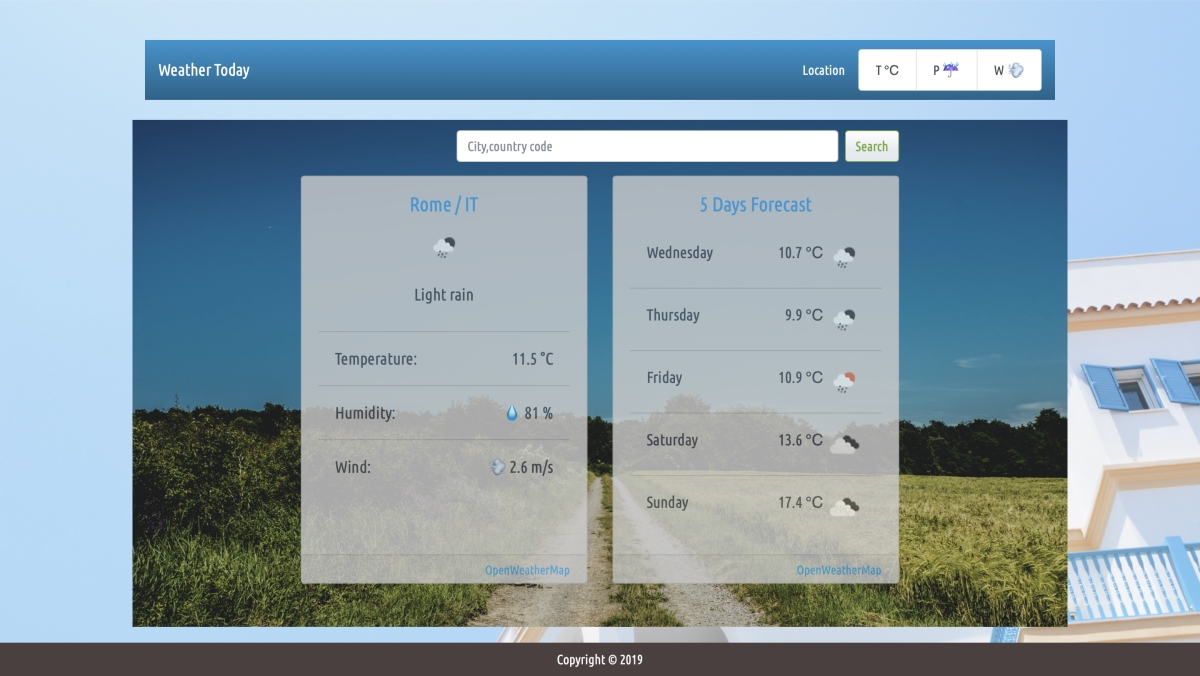 Weather Today
Location
T °C
P
W
City,country code
Search
Rome / IT
Light rain
Temperature: 11.5 °C
Humidity: 81 %
Wind: 2.6 m/s
OpenWeatherMap
5 Days Forecast
Wednesday 10.7 °C
Thursday 9.9 °C
Friday 10.9 °C
Saturday 13.6 °C
Sunday 17.4 °C
OpenWeatherMap
Copyright © 2019